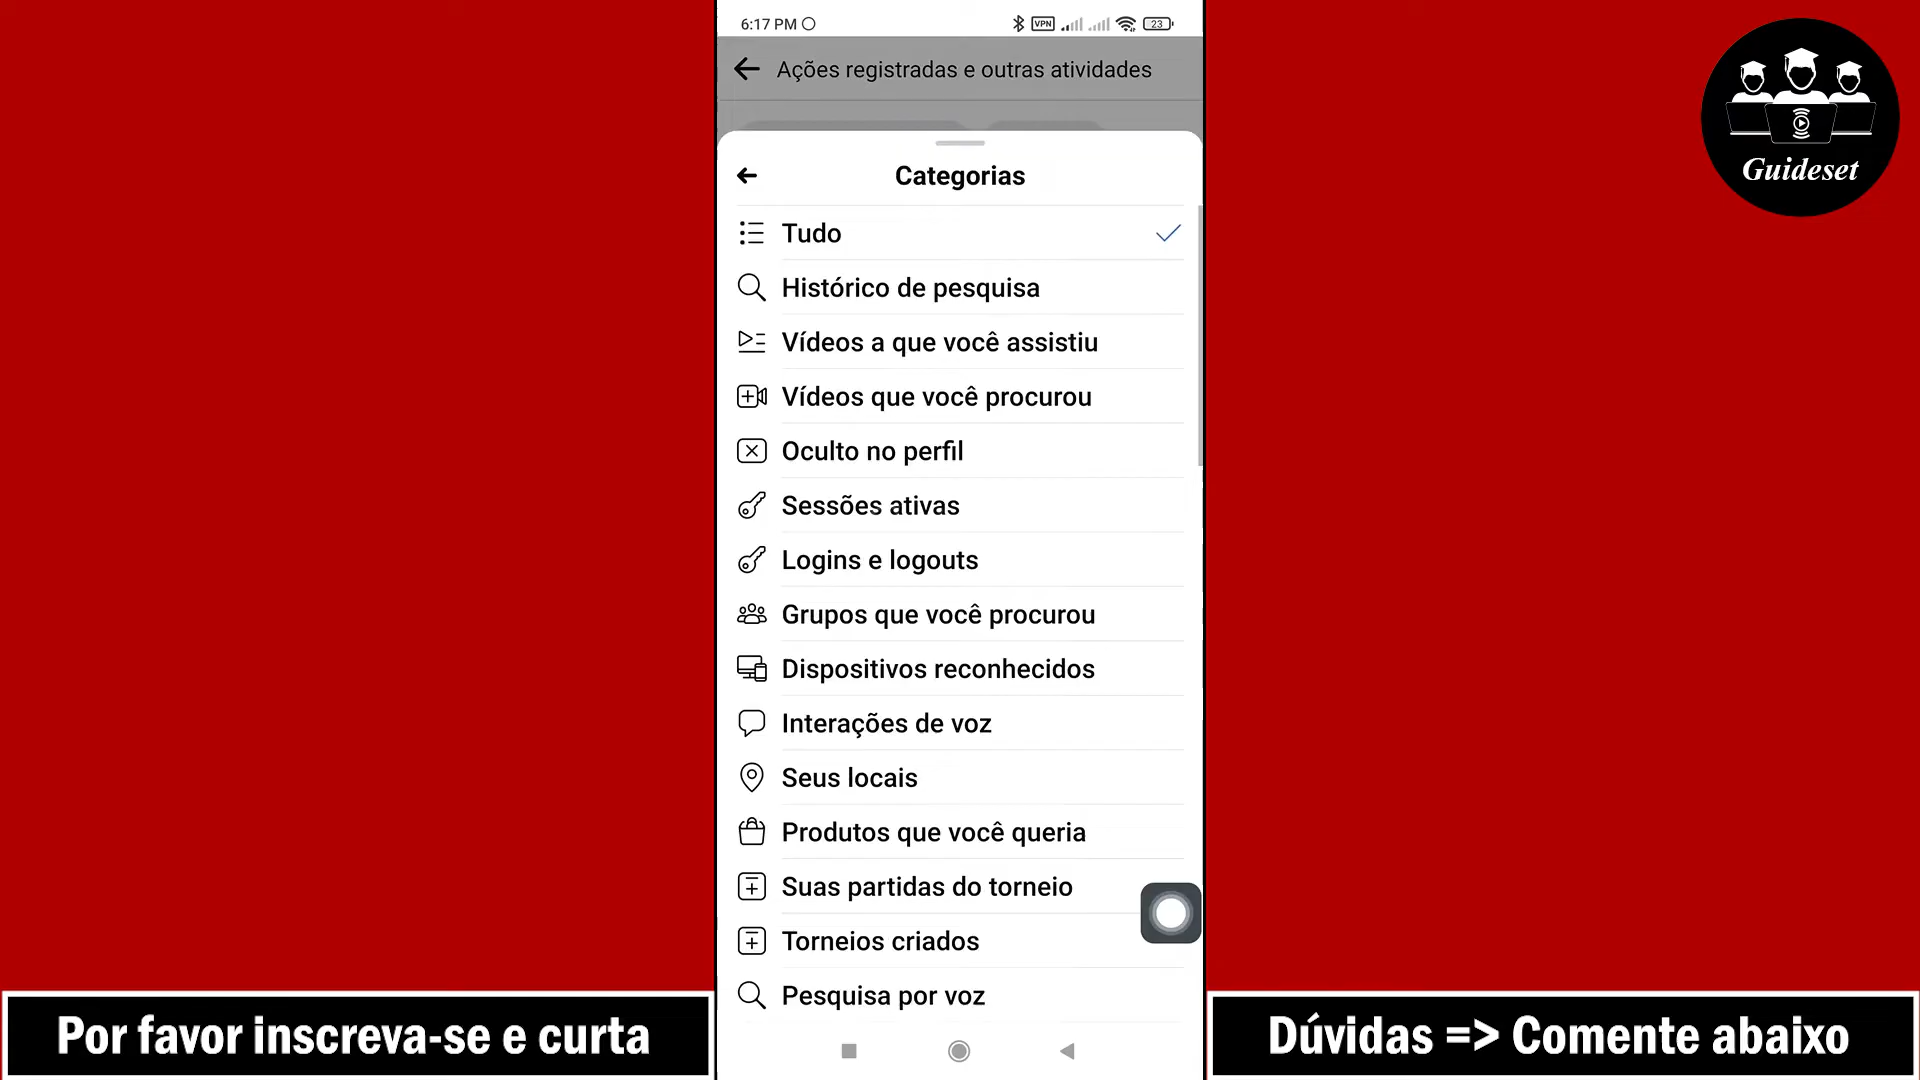 6:17 PM
VPN
23
Ações registradas e outras atividades
Categorias
Tudo
Histórico de pesquisa
Vídeos a que você assistiu
Vídeos que você procurou
Oculto no perfil
Sessões ativas
Logins e logouts
Grupos que você procurou
Dispositivos reconhecidos
Interações de voz
Seus locais
Produtos que você queria
Suas partidas do torneio
Torneios criados
Pesquisa por voz
Guideset
Por favor inscreva-se e curta
Dúvidas => Comente abaixo